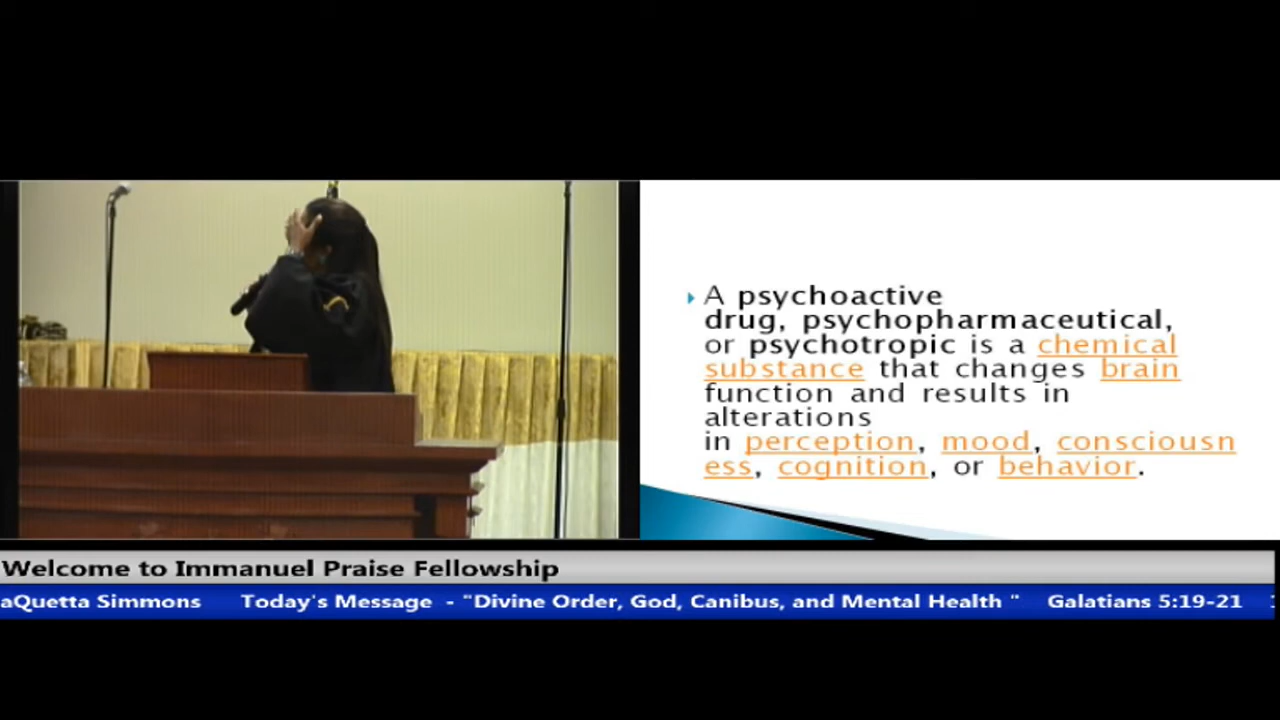 A psychoactive
drug, psychopharmaceutical,
or psychotropic is a chemical
substance that changes brain
function and results in
alterations
in perception, mood, consciousn
ess, cognition, or behavior.
Welcome to Immanuel Praise Fellowship
aQuetta Simmons Today's Message - "Divine Order, God, Canibus, and Mental Health " Galatians 5:19-21